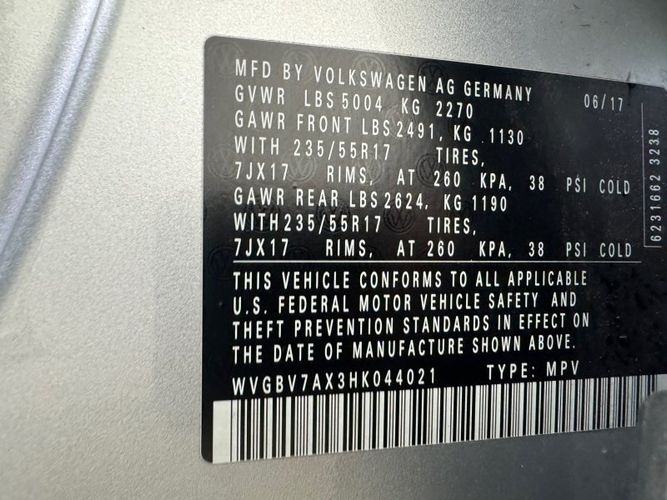 MFD BY VOLKSWAGEN AG GERMANY 06/17
GVWR LBS 5004 KG 2270
GAWR FRONT LBS 2491, KG 1130
WITH 235/55R17 TIRES,
7JX17 RIMS, AT 260 KPA, 38 PSI COLD
GAWR REAR LBS 2624, KG 1190
WITH 235/55R17 TIRES,
7JX17 RIMS, AT 260 KPA, 38 PSI COLD
THIS VEHICLE CONFORMS TO ALL APPLICABLE
U.S. FEDERAL MOTOR VEHICLE SAFETY AND
THEFT PREVENTION STANDARDS IN EFFECT ON
THE DATE OF MANUFACTURE SHOWN ABOVE.
WVGBV7AX3HK044021 TYPE: MPV
6231662 3238